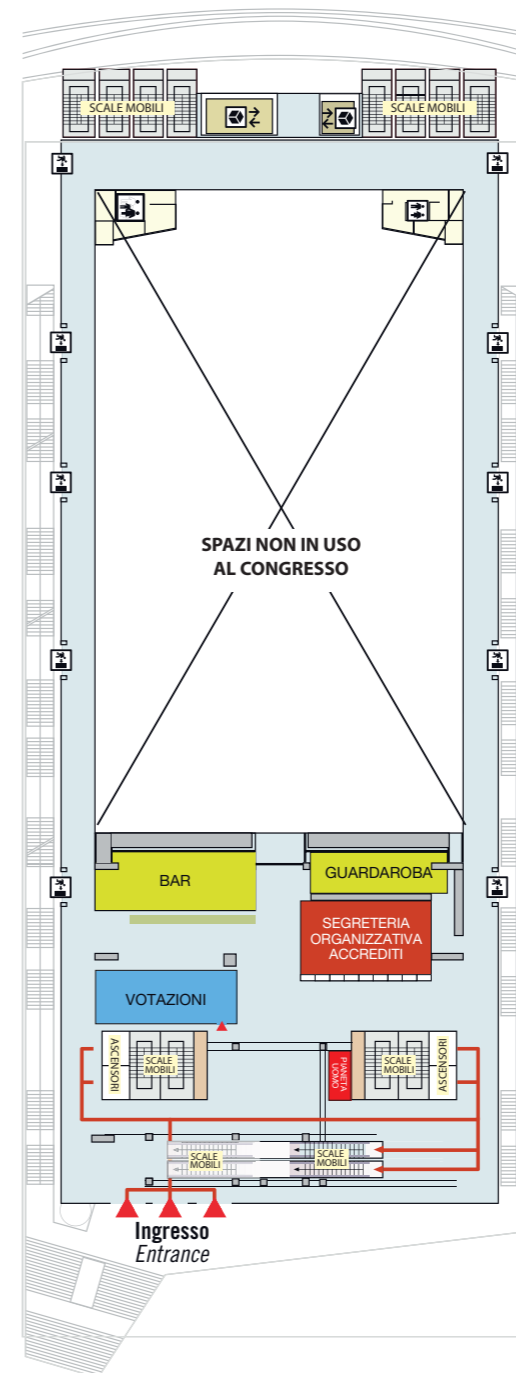 SCALE MOBILI
SCALE MOBILI
SPAZI NON IN USO
AL CONGRESSO
BAR
GUARDAROBA
SEGRETERIA
ORGANIZZATIVA
ACCREDITI
VOTAZIONI
ASCENSORI
SCALE
MOBILI
PIANETA
UOMO
SCALE
MOBILI
ASCENSORI
SCALE
MOBILI
SCALE
MOBILI
Ingresso
Entrance